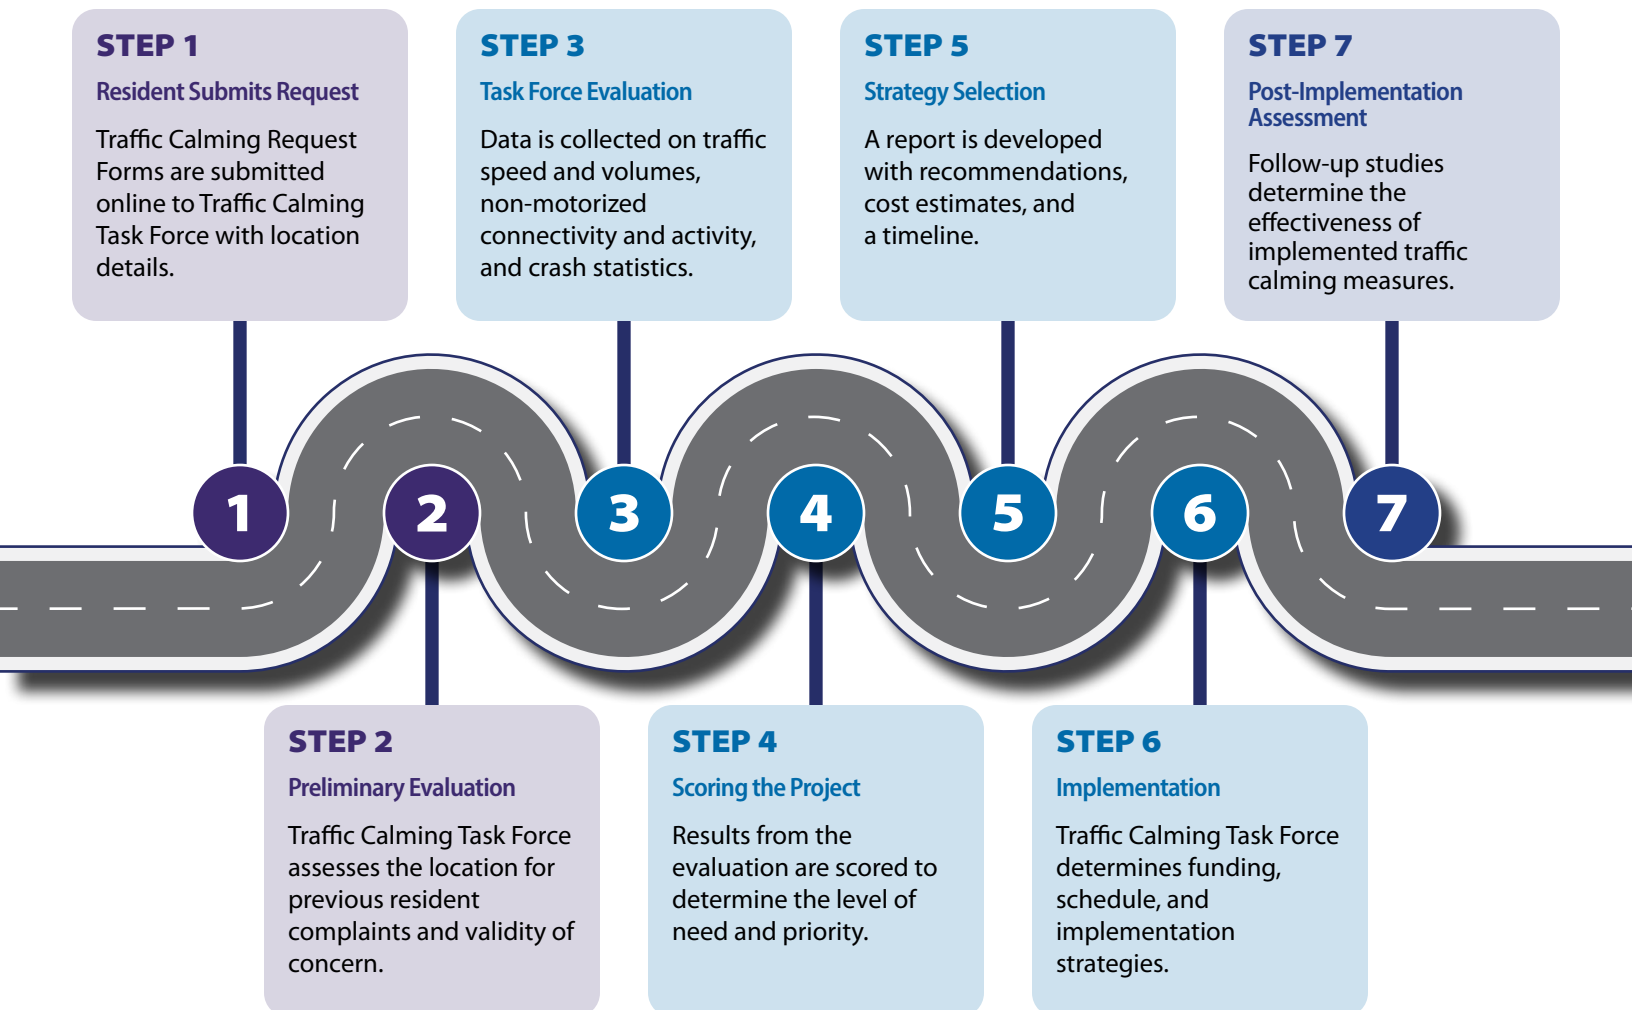 STEP 1
Resident Submits Request
Traffic Calming Request
Forms are submitted
online to Traffic Calming
Task Force with location
details.
STEP 3
Task Force Evaluation
Data is collected on traffic
speed and volumes,
non-motorized
connectivity and activity,
and crash statistics.
STEP 5
Strategy Selection
A report is developed
with recommendations,
cost estimates, and
a timeline.
STEP 7
Post-Implementation
Assessment
Follow-up studies
determine the
effectiveness of
implemented traffic
calming measures.
1
2
3
4
5
6
7
STEP 2
Preliminary Evaluation
Traffic Calming Task Force
assesses the location for
previous resident
complaints and validity of
concern.
STEP 4
Scoring the Project
Results from the
evaluation are scored to
determine the level of
need and priority.
STEP 6
Implementation
Traffic Calming Task Force
determines funding,
schedule, and
implementation
strategies.